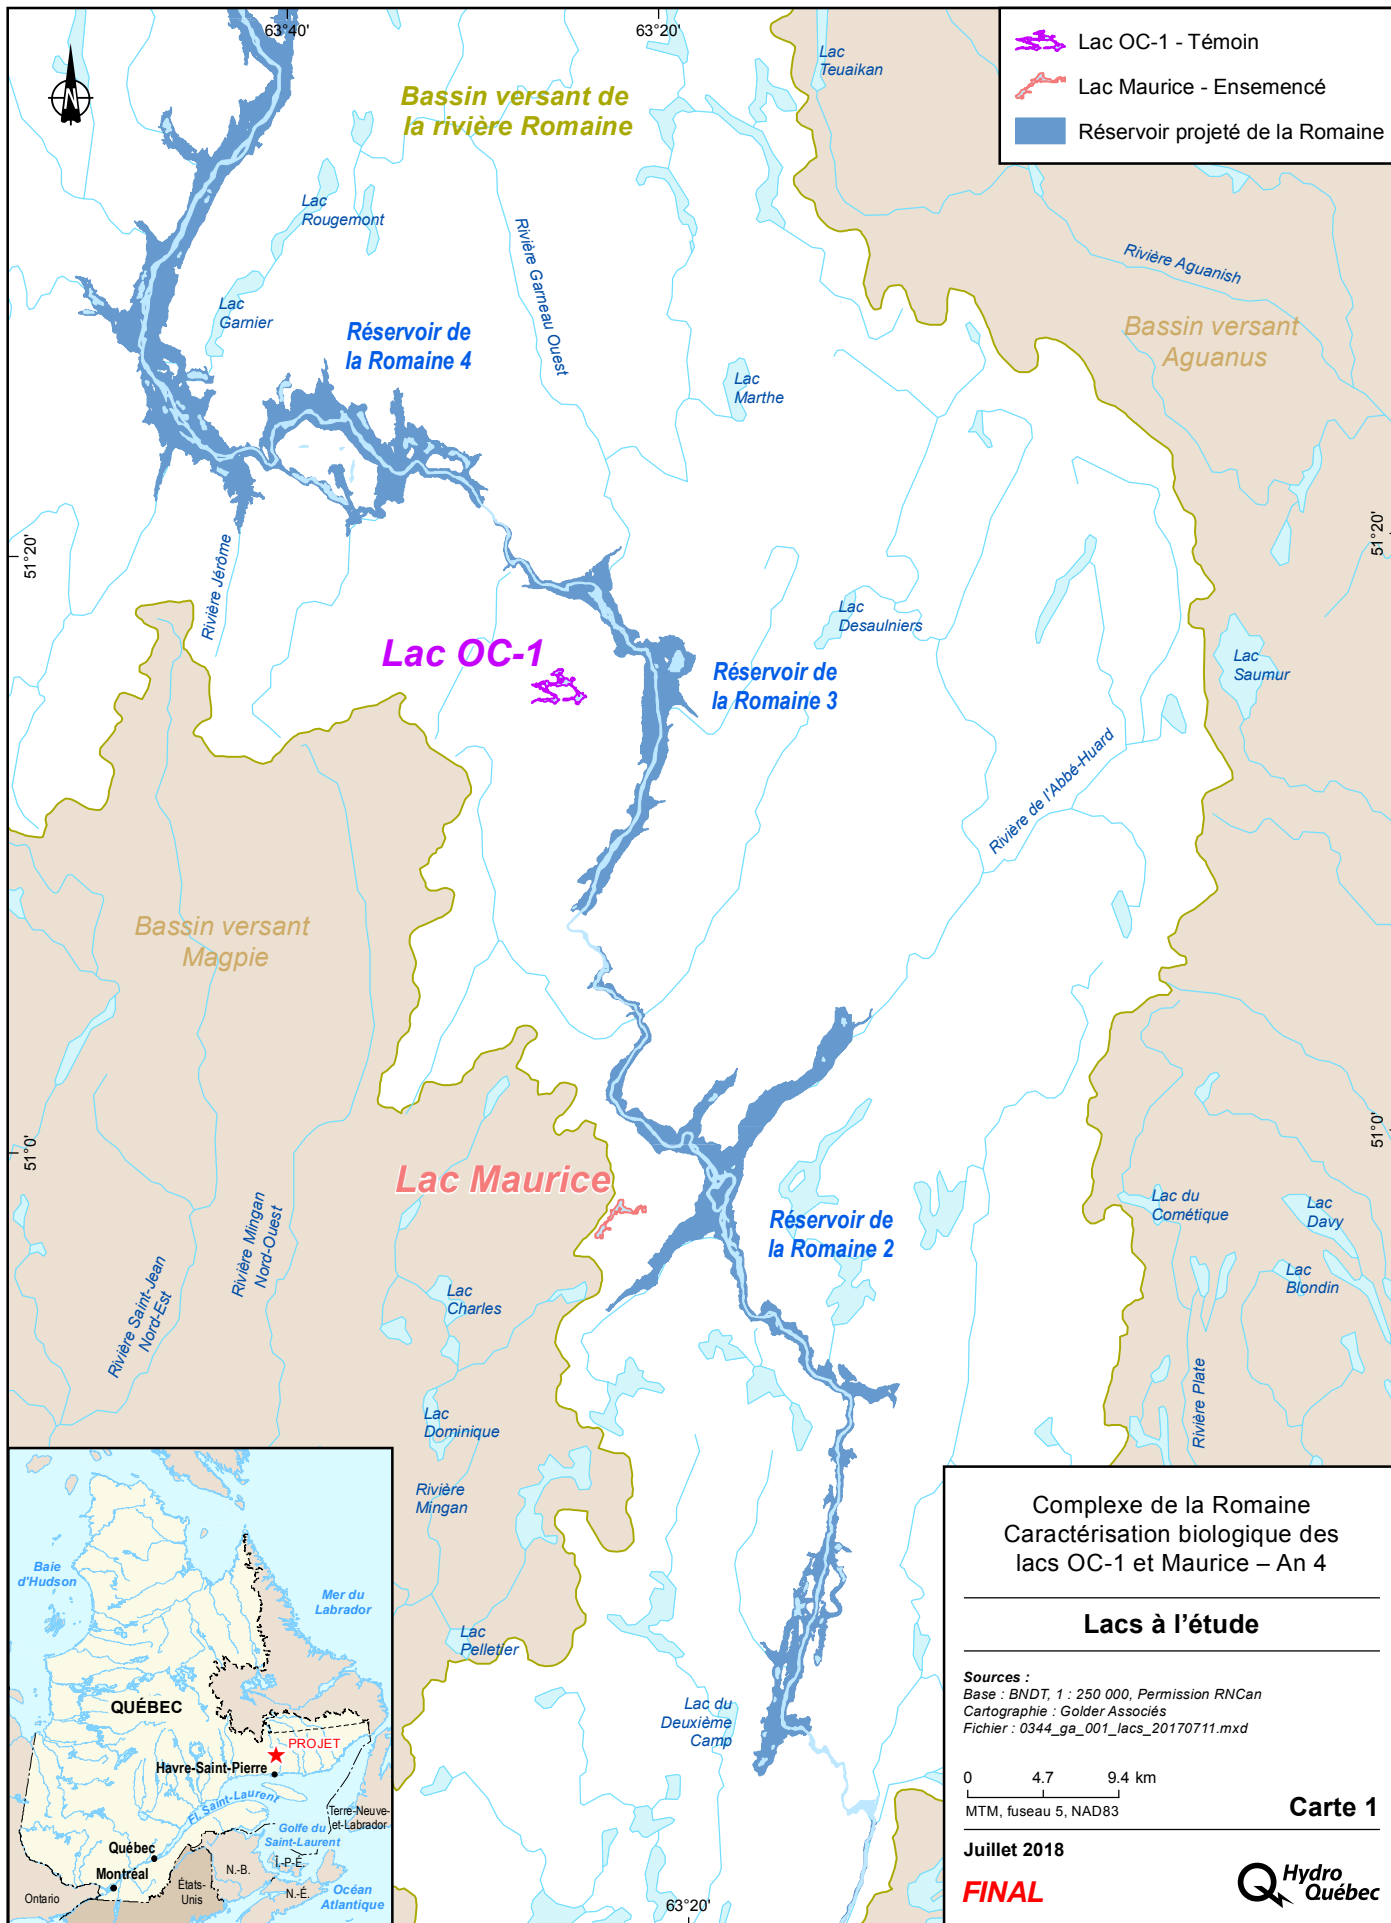 63°40'
63°20'
Lac OC-1 - Témoin
Lac Maurice - Ensemencé
Réservoir projeté de la Romaine
N
Bassin versant de
la rivière Romaine
Lac
Teuaikan
Lac
Rougemont
Rivière Garneau Ouest
Rivière Aguanish
Lac
Garnier
Réservoir de
la Romaine 4
Bassin versant
Aguanus
Lac
Marthe
51°20'
51°20'
Rivière Jérôme
Lac
Desaulniers
Lac OC-1
Réservoir de
la Romaine 3
Lac
Saumur
Rivière de l'Abbé-Huard
Bassin versant
Magpie
51°0'
51°0'
Lac Maurice
Réservoir de
la Romaine 2
Lac du
Cométique
Lac
Davy
Lac
Blondin
Rivière Mingan
Nord-Ouest
Rivière Saint-Jean
Nord-Est
Lac
Charles
Rivière Plate
Lac
Dominique
Rivière
Mingan
Lac
Pelletier
Lac du
Deuxième
Camp
63°20'
Baie
d'Hudson
Mer du
Labrador
QUÉBEC
PROJET
Havre-Saint-Pierre
Fl. Saint-Laurent
Terre-Neuve-
et-Labrador
Golfe du
Saint-Laurent
Québec
Montréal
N.-B.
Î.-P.-É.
États-
Unis
N.-É.
Ontario
Océan
Atlantique
Complexe de la Romaine
Caractérisation biologique des
lacs OC-1 et Maurice – An 4
Lacs à l'étude
Sources :
Base : BNDT, 1 : 250 000, Permission RNCan
Cartographie : Golder Associés
Fichier : 0344_ga_001_lacs_20170711.mxd
0 4.7 9.4 km
MTM, fuseau 5, NAD83
Carte 1
Juillet 2018
FINAL
Hydro
Québec